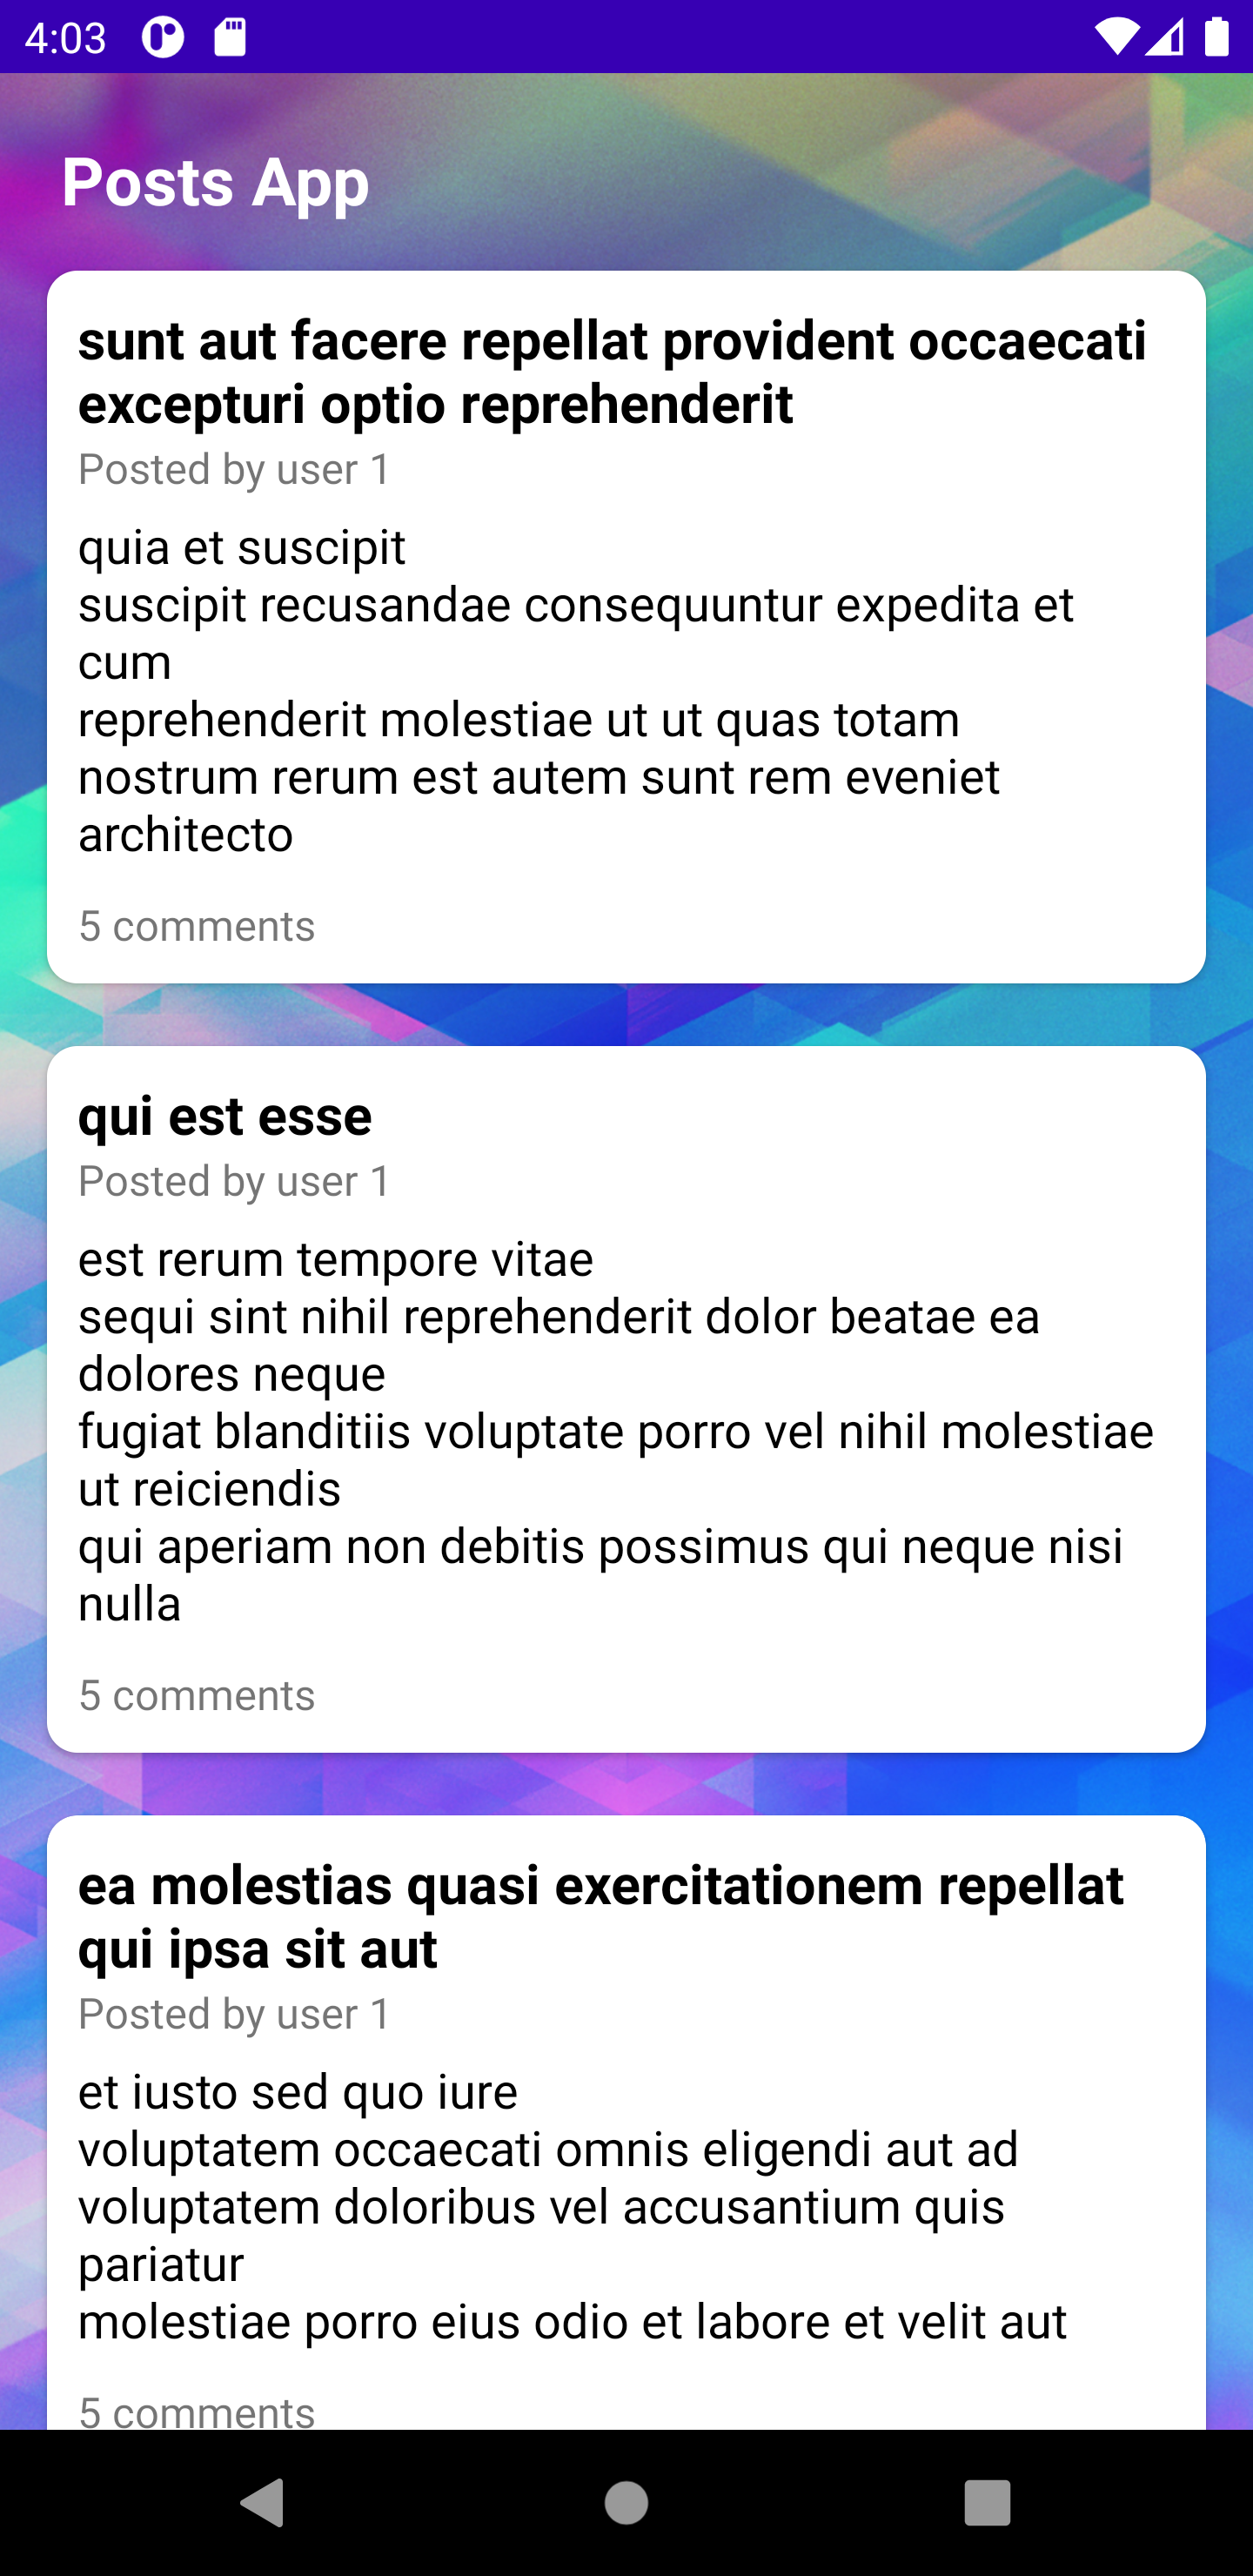 4:03
Posts App
sunt aut facere repellat provident occaecati
excepturi optio reprehenderit
Posted by user 1
quia et suscipit
suscipit recusandae consequuntur expedita et
cum
reprehenderit molestiae ut ut quas totam
nostrum rerum est autem sunt rem eveniet
architecto
5 comments
qui est esse
Posted by user 1
est rerum tempore vitae
sequi sint nihil reprehenderit dolor beatae ea
dolores neque
fugiat blanditiis voluptate porro vel nihil molestiae
ut reiciendis
qui aperiam non debitis possimus qui neque nisi
nulla
5 comments
ea molestias quasi exercitationem repellat
qui ipsa sit aut
Posted by user 1
et iusto sed quo iure
voluptatem occaecati omnis eligendi aut ad
voluptatem doloribus vel accusantium quis
pariatur
molestiae porro eius odio et labore et velit aut
5 comments